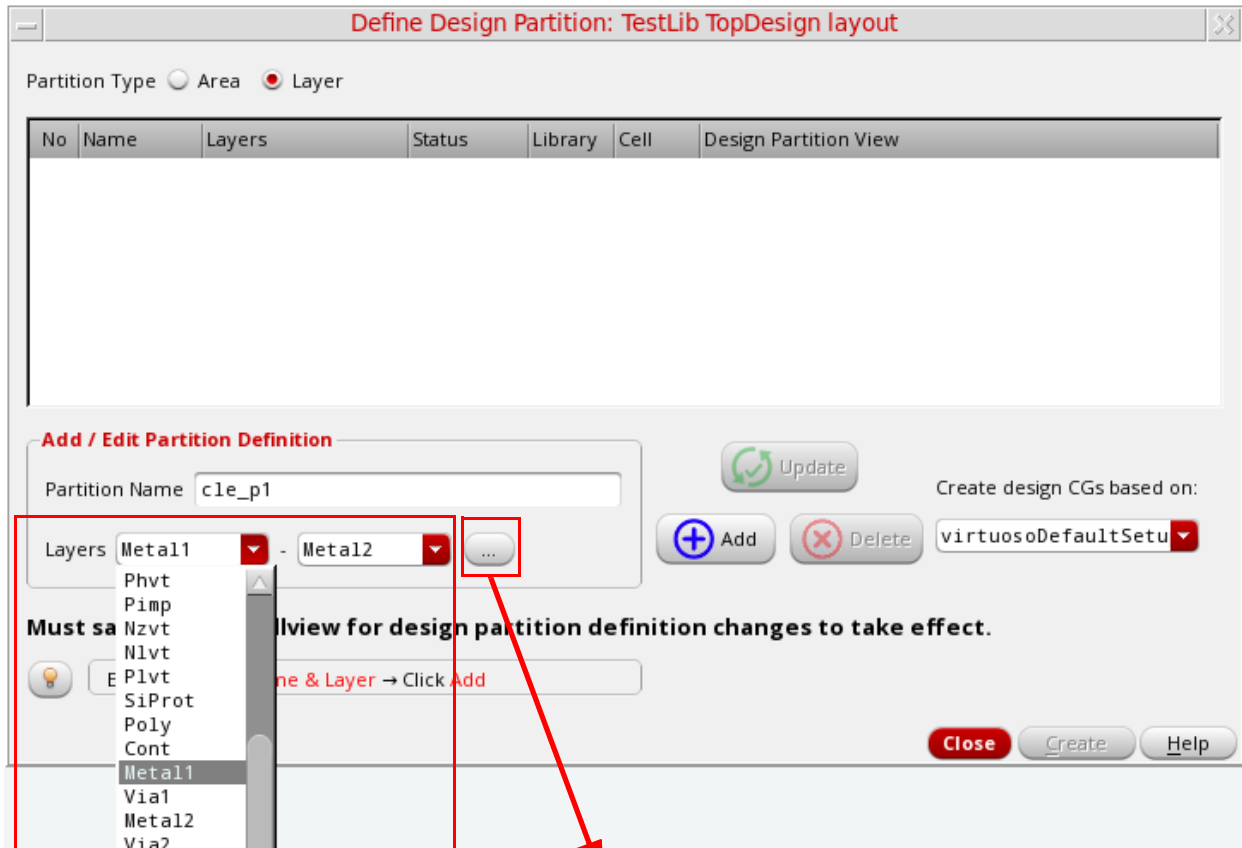 Define Design Partition: TestLib TopDesign layout
Partition Type Area Layer
No Name Layers Status Library Cell Design Partition View
Add / Edit Partition Definition
Partition Name cle_p1
Update
Create design CGs based on:
Layers Metal1 - Metal2 ...
Add
Delete
virtuosoDefaultSetu
Phvt
Pimp
Must sa Nzvt llview for design partition definition changes to take effect.
Nlvt
E Plvt ne & Layer → Click Add
SiProt
Poly
Cont
Close Create Help
Metal1
Via1
Metal2
Via2